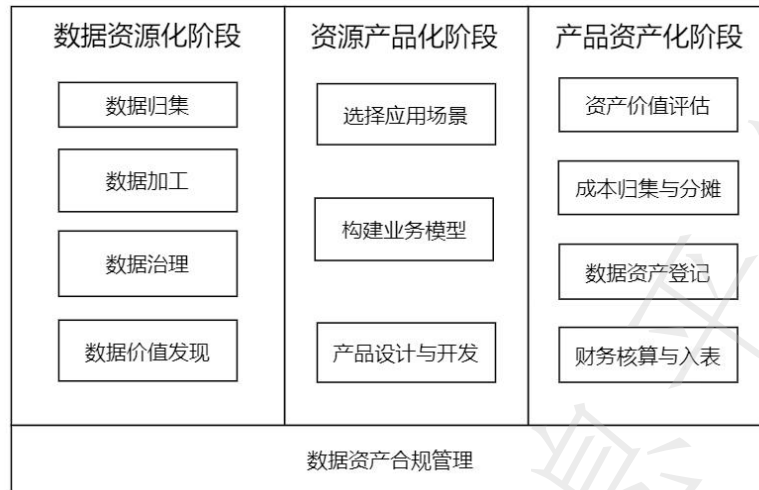 数据资源化阶段
数据归集
数据加工
数据治理
数据价值发现
资源产品化阶段
选择应用场景
构建业务模型
产品设计与开发
产品资产化阶段
资产价值评估
成本归集与分摊
数据资产登记
财务核算与入表
数据资产合规管理